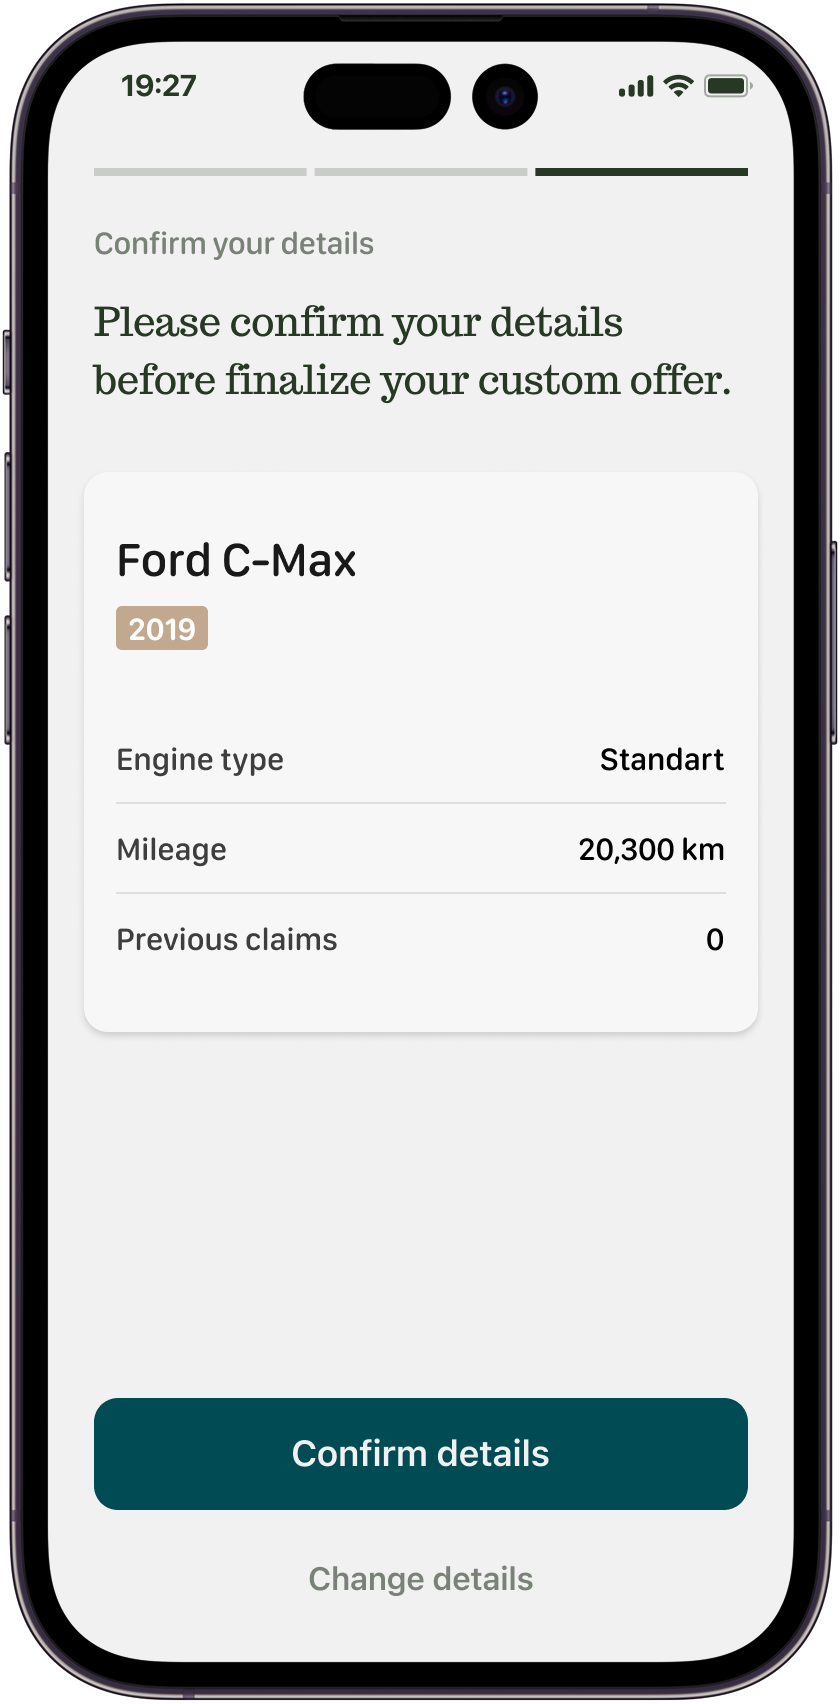 19:27
Confirm your details
Please confirm your details
before finalize your custom offer.
Ford C-Max
2019
Engine type Standart
Mileage 20,300 km
Previous claims 0
Confirm details
Change details